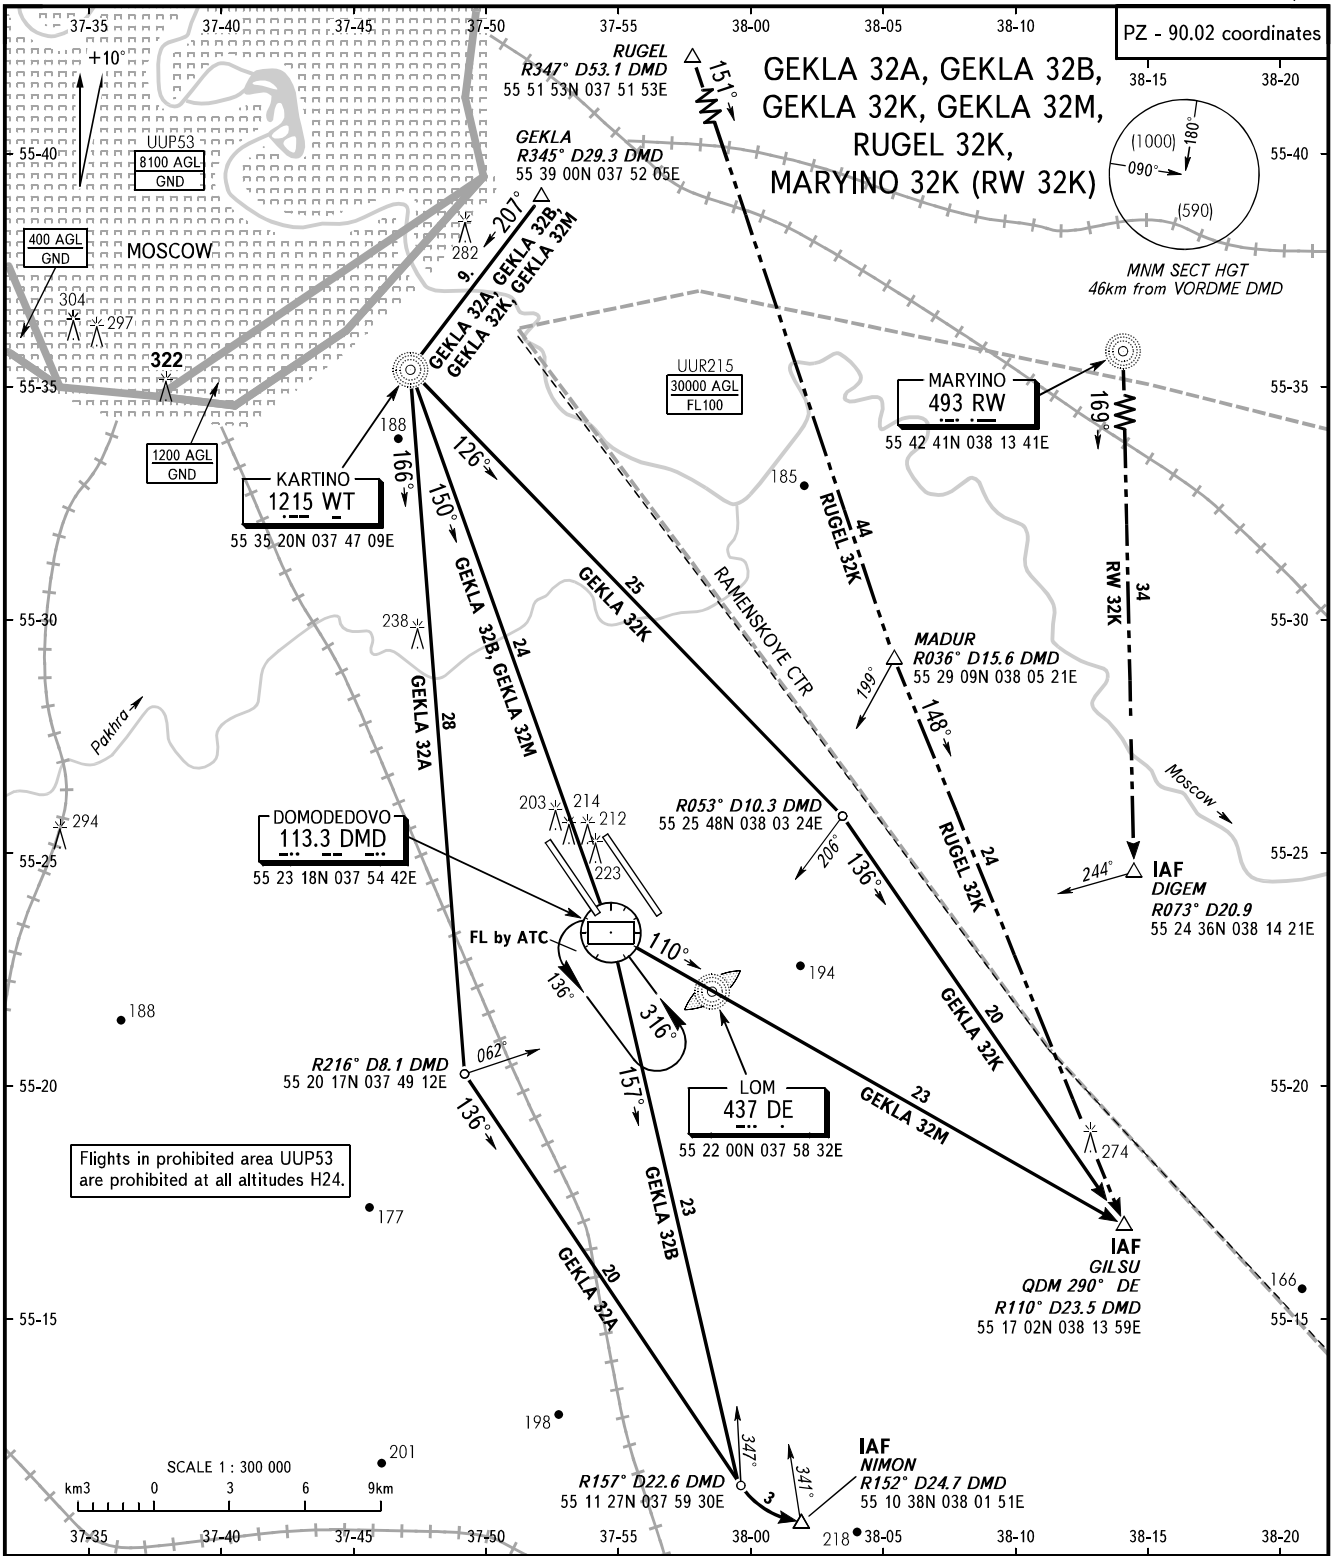 37-35
37-40
37-45
37-50
37-55
38-00
38-05
38-10
PZ - 90.02 coordinates
38-15
38-20
+10°
RUGEL
R347° D53.1 DMD
55 51 53N 037 51 53E
151°
GEKLA 32A, GEKLA 32B,
GEKLA 32K, GEKLA 32M,
RUGEL 32K,
MARYINO 32K (RW 32K)
(1000)
180°
090°
(590)
MNM SECT HGT
46km from VORDME DMD
UUP53
8100 AGL
GND
55-40
55-40
GEKLA
R345° D29.3 DMD
55 39 00N 037 52 05E
207°
9.
GEKLA 32A, GEKLA 32B,
GEKLA 32K, GEKLA 32M
282
400 AGL
GND
MOSCOW
304
297
322
55-35
55-35
UUR215
30000 AGL
FL100
MARYINO
493 RW
55 42 41N 038 13 41E
169°
1200 AGL
GND
188
166°
150°
126°
KARTINO
1215 WT
55 35 20N 037 47 09E
185
44
RUGEL 32K
34
RW 32K
25
GEKLA 32K
24
GEKLA 32B, GEKLA 32M
RAMENSKOYE CTR
55-30
55-30
238
MADUR
R036° D15.6 DMD
55 29 09N 038 05 21E
199°
148°
28
GEKLA 32A
Pakhra
Moscow
294
DOMODEDOVO
113.3 DMD
55 23 18N 037 54 42E
203
214
212
223
R053° D10.3 DMD
55 25 48N 038 03 24E
206°
136°
24
RUGEL 32K
55-25
55-25
244°
IAF
DIGEM
R073° D20.9
55 24 36N 038 14 21E
FL by ATC
110°
136°
316°
194
188
20
GEKLA 32K
R216° D8.1 DMD
55 20 17N 037 49 12E
062°
136°
157°
LOM
437 DE
55 22 00N 037 58 32E
23
GEKLA 32M
55-20
55-20
274
Flights in prohibited area UUP53
are prohibited at all altitudes H24.
177
23
GEKLA 32B
20
GEKLA 32A
IAF
GILSU
QDM 290° DE
R110° D23.5 DMD
55 17 02N 038 13 59E
166
55-15
55-15
198
201
SCALE 1 : 300 000
km3
0
3
6
9km
347°
341°
R157° D22.6 DMD
55 11 27N 037 59 30E
3
IAF
NIMON
R152° D24.7 DMD
55 10 38N 038 01 51E
218
37-35
37-40
37-45
37-50
37-55
38-00
38-05
38-10
38-15
38-20